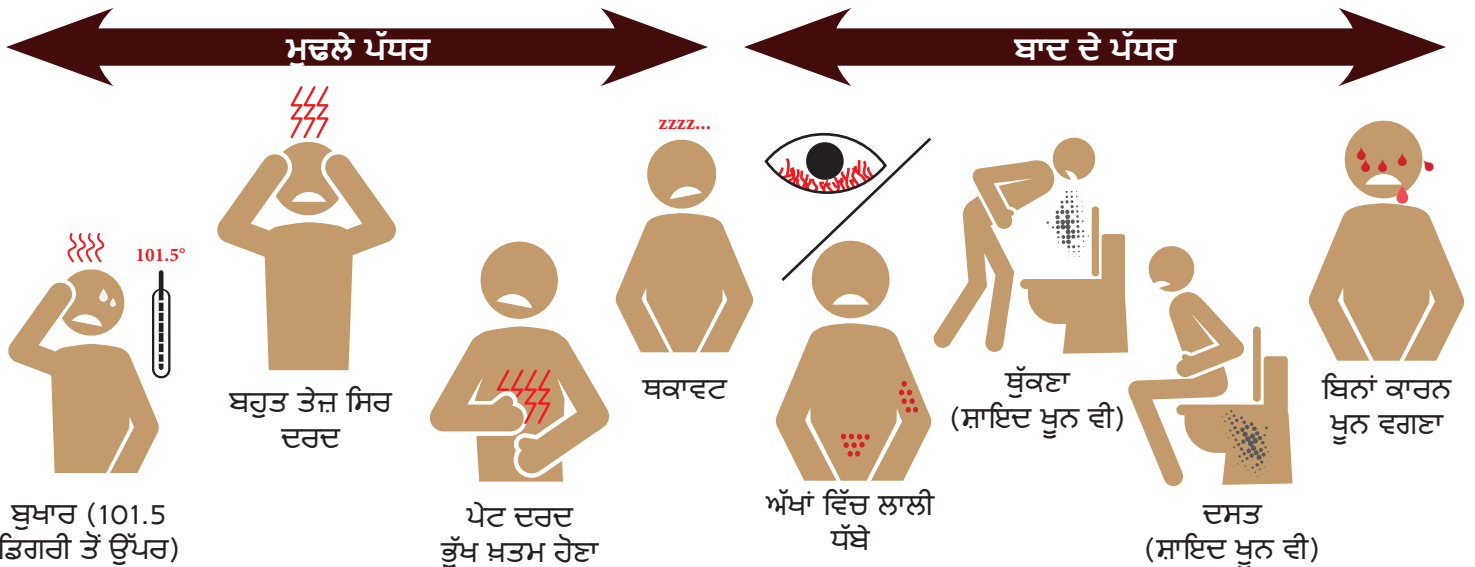 ਮੁਢਲੇ ਪੱਧਰ
ਬਾਦ ਦੇ ਪੱਧਰ
101.5°
ਬੁਖਾਰ (101.5
ਡਿਗਰੀ ਤੋਂ ਉੱਪਰ)
ਬਹੁਤ ਤੇਜ਼ ਸਿਰ
ਦਰਦ
ਪੇਟ ਦਰਦ
ਭੁੱਖ ਖ਼ਤਮ ਹੋਣਾ
zzzz...
ਥਕਾਵਟ
ਅੱਖਾਂ ਵਿੱਚ ਲਾਲੀ
ਧੱਬੇ
ਥੁੱਕਣਾ
(ਸ਼ਾਇਦ ਖੂਨ ਵੀ)
ਦਸਤ
(ਸ਼ਾਇਦ ਖੂਨ ਵੀ)
ਬਿਨਾਂ ਕਾਰਨ
ਖੂਨ ਵਗਣਾ